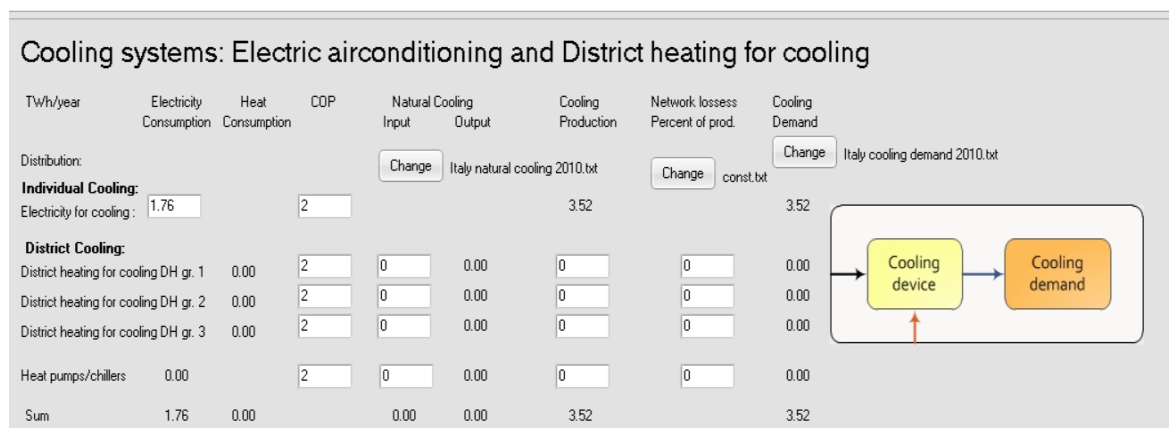 Cooling systems: Electric airconditioning and District heating for cooling
TWh/year Electricity Heat COP Natural Cooling Cooling Network lossess Cooling
Consumption Consumption Input Output Production Percent of prod. Demand
Distribution: Change Italy natural cooling 2010.txt Change const.txt Change Italy cooling demand 2010.txt
Individual Cooling:
Electricity for cooling : 1.76 2 3.52 3.52
District Cooling:
District heating for cooling DH gr. 1 0.00 2 0 0.00 0 0 0.00
District heating for cooling DH gr. 2 0.00 2 0 0.00 0 0 0.00
District heating for cooling DH gr. 3 0.00 2 0 0.00 0 0 0.00
Heat pumps/chillers 0.00 2 0 0.00 0 0 0.00
Sum 1.76 0.00 0.00 0.00 3.52 3.52
Cooling
device
Cooling
demand